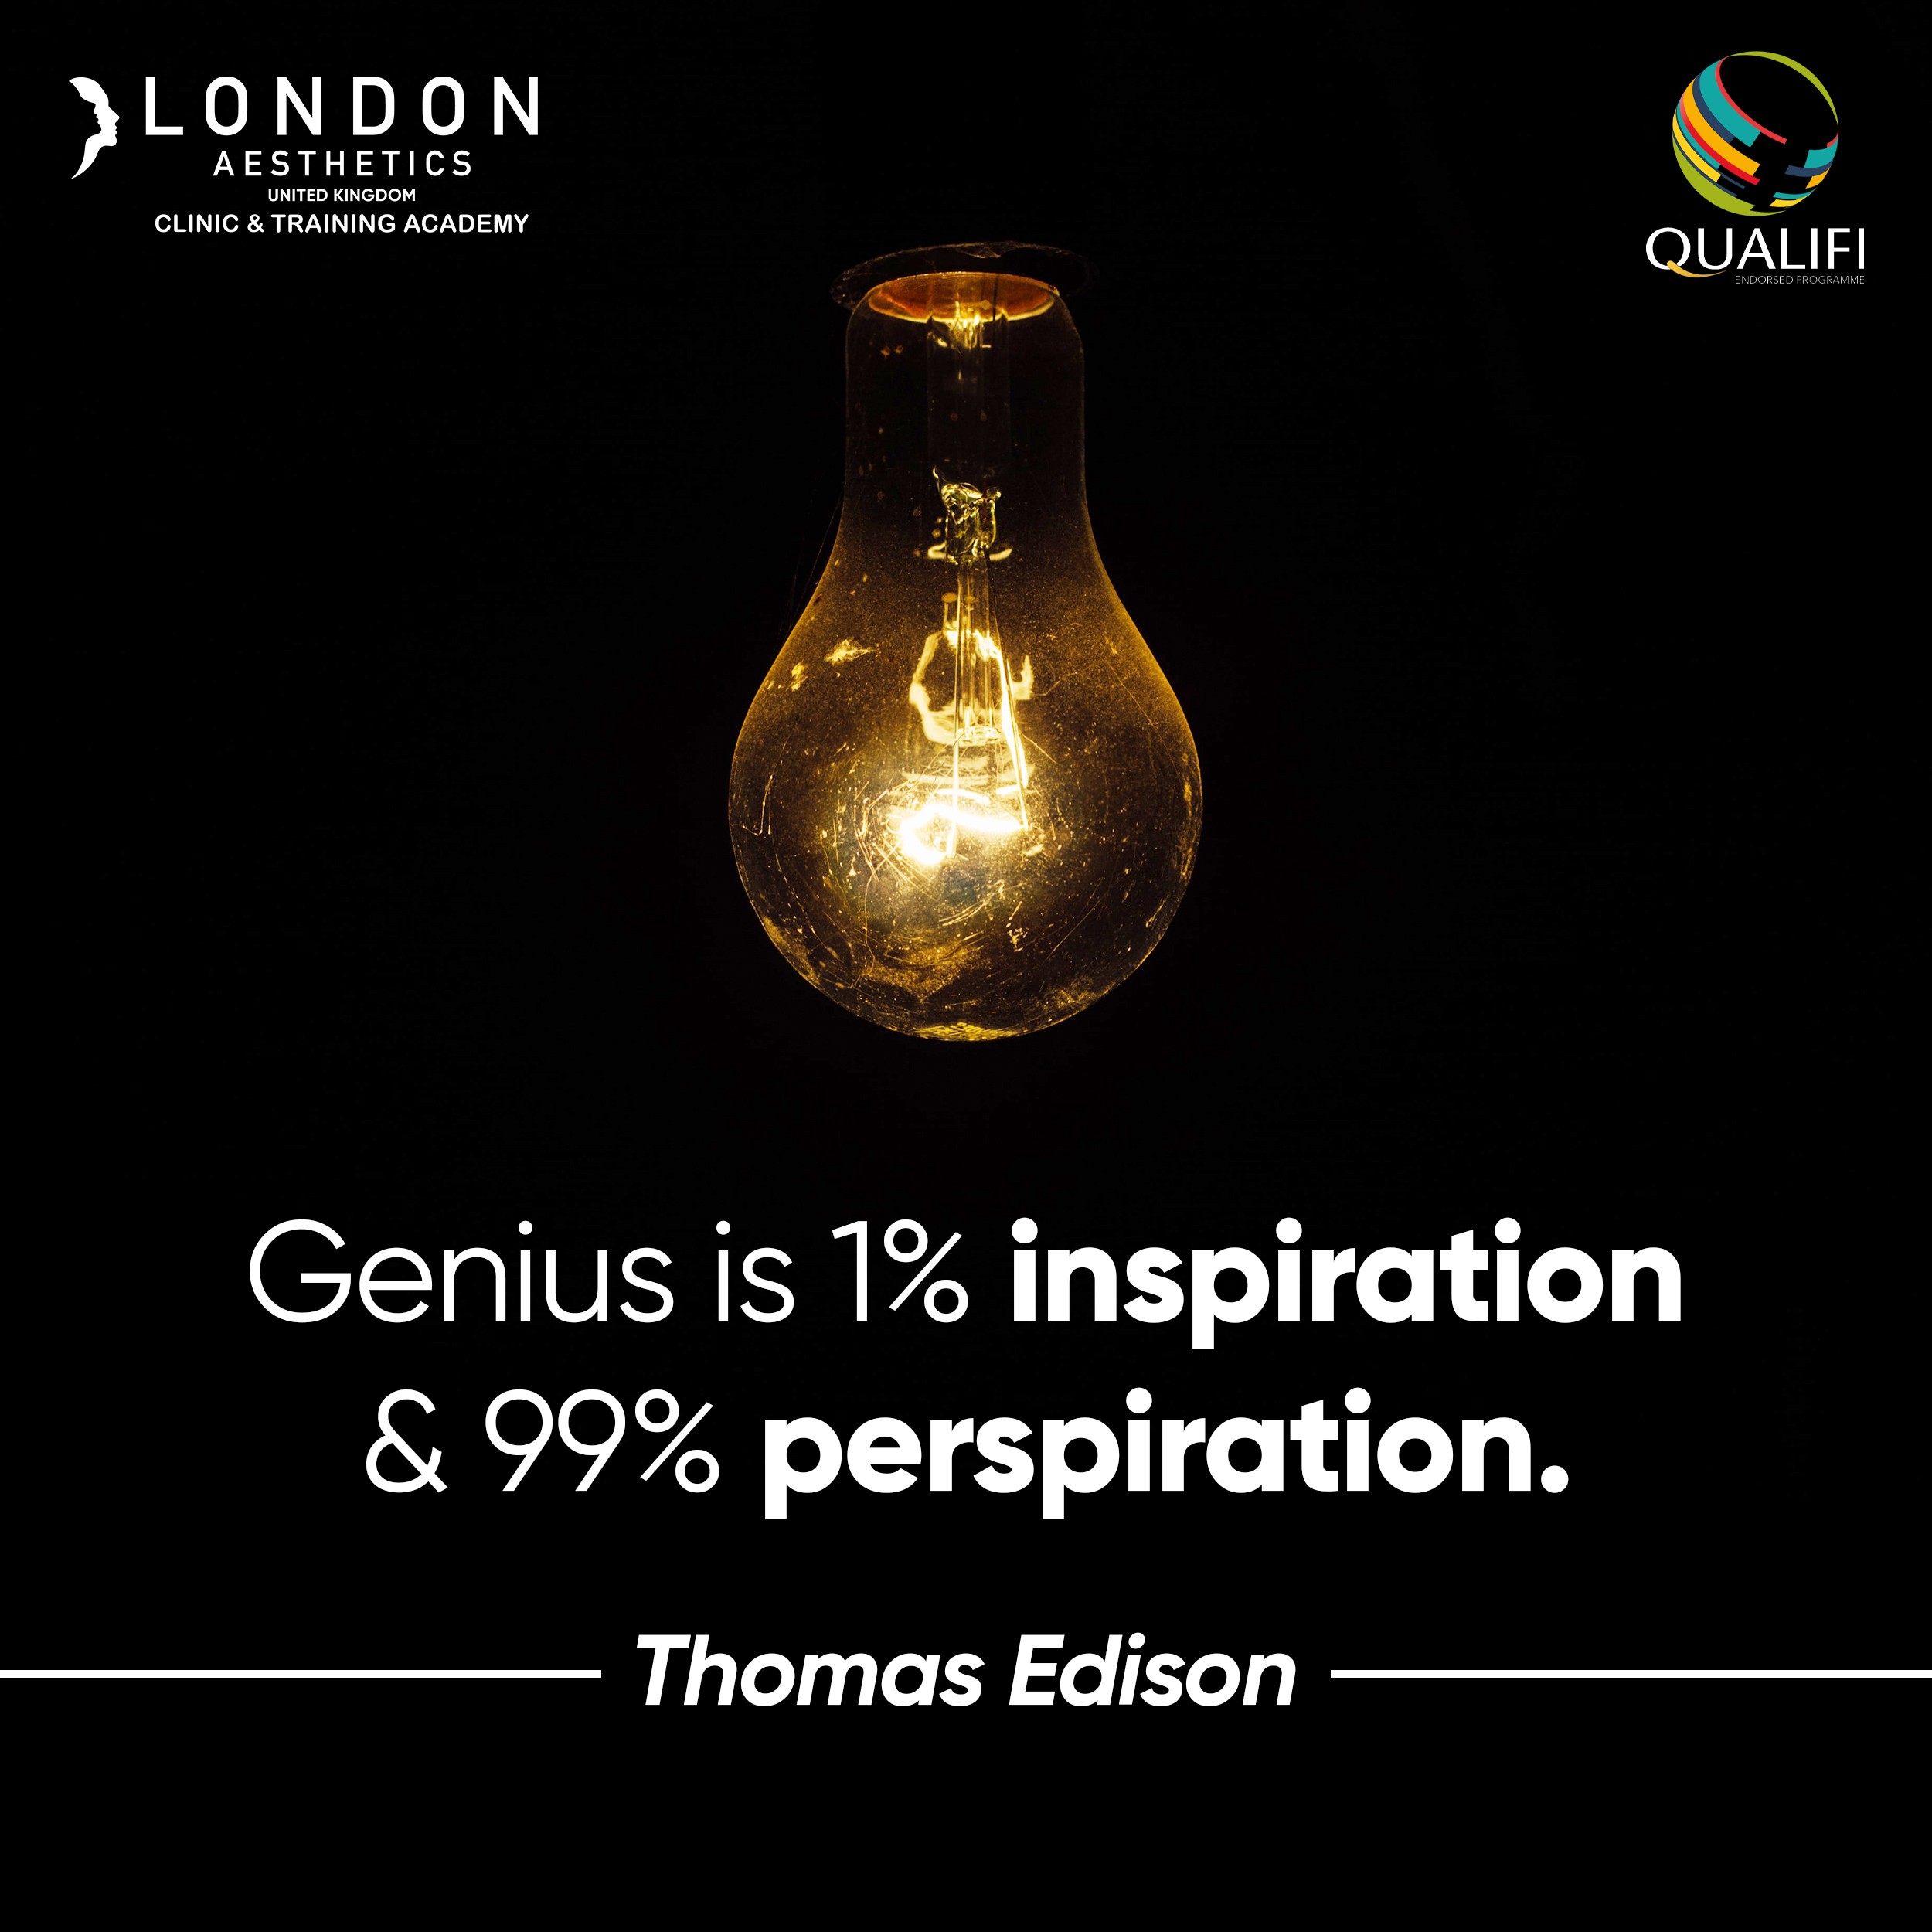 LONDON
AESTHETICS
UNITED KINGDOM
CLINIC & TRAINING ACADEMY
QUALIFI
ENDORSED PROGRAMME
Genius is 1% inspiration
& 99% perspiration.
Thomas Edison